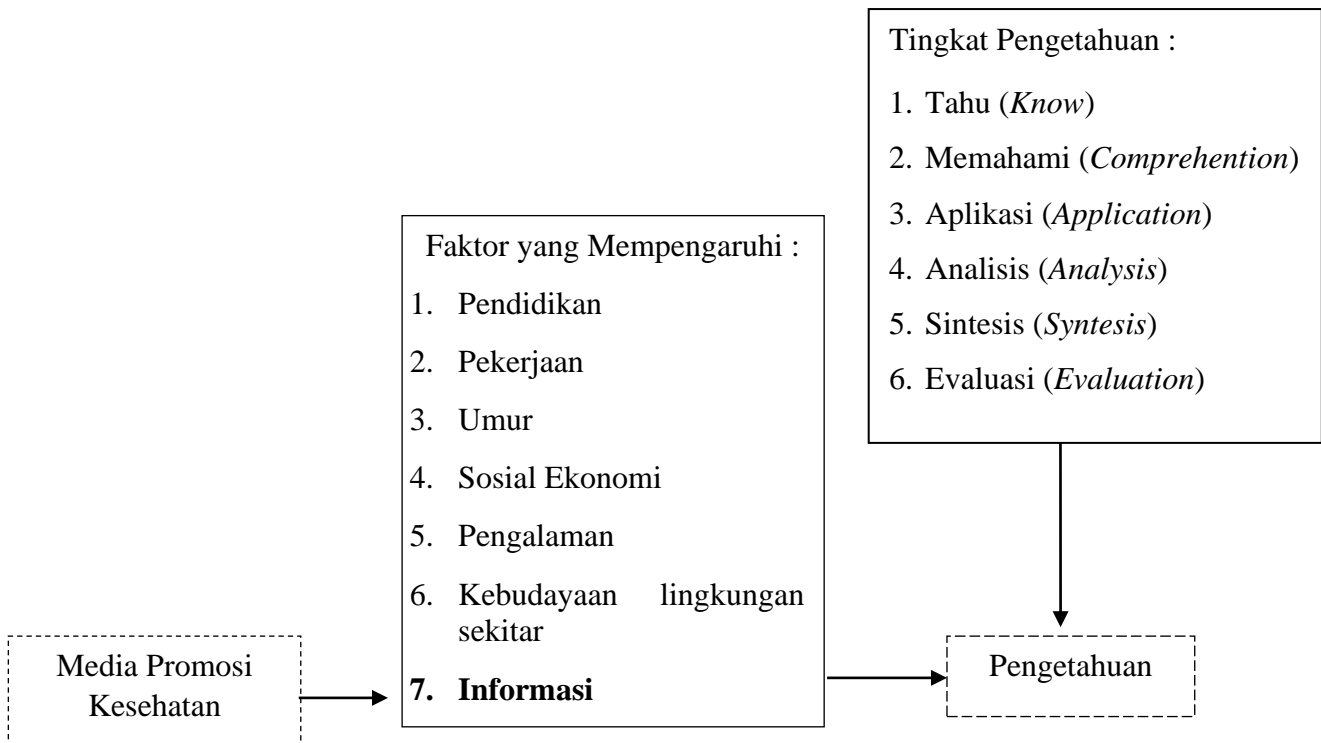 Tingkat Pengetahuan :
1. Tahu (Know)
2. Memahami (Comprehention)
3. Aplikasi (Application)
4. Analisis (Analysis)
5. Sintesis (Syntesis)
6. Evaluasi (Evaluation)
Faktor yang Mempengaruhi :
1. Pendidikan
2. Pekerjaan
3. Umur
4. Sosial Ekonomi
5. Pengalaman
6. Kebudayaan lingkungan
sekitar
7. Informasi
Media Promosi
Kesehatan
Pengetahuan